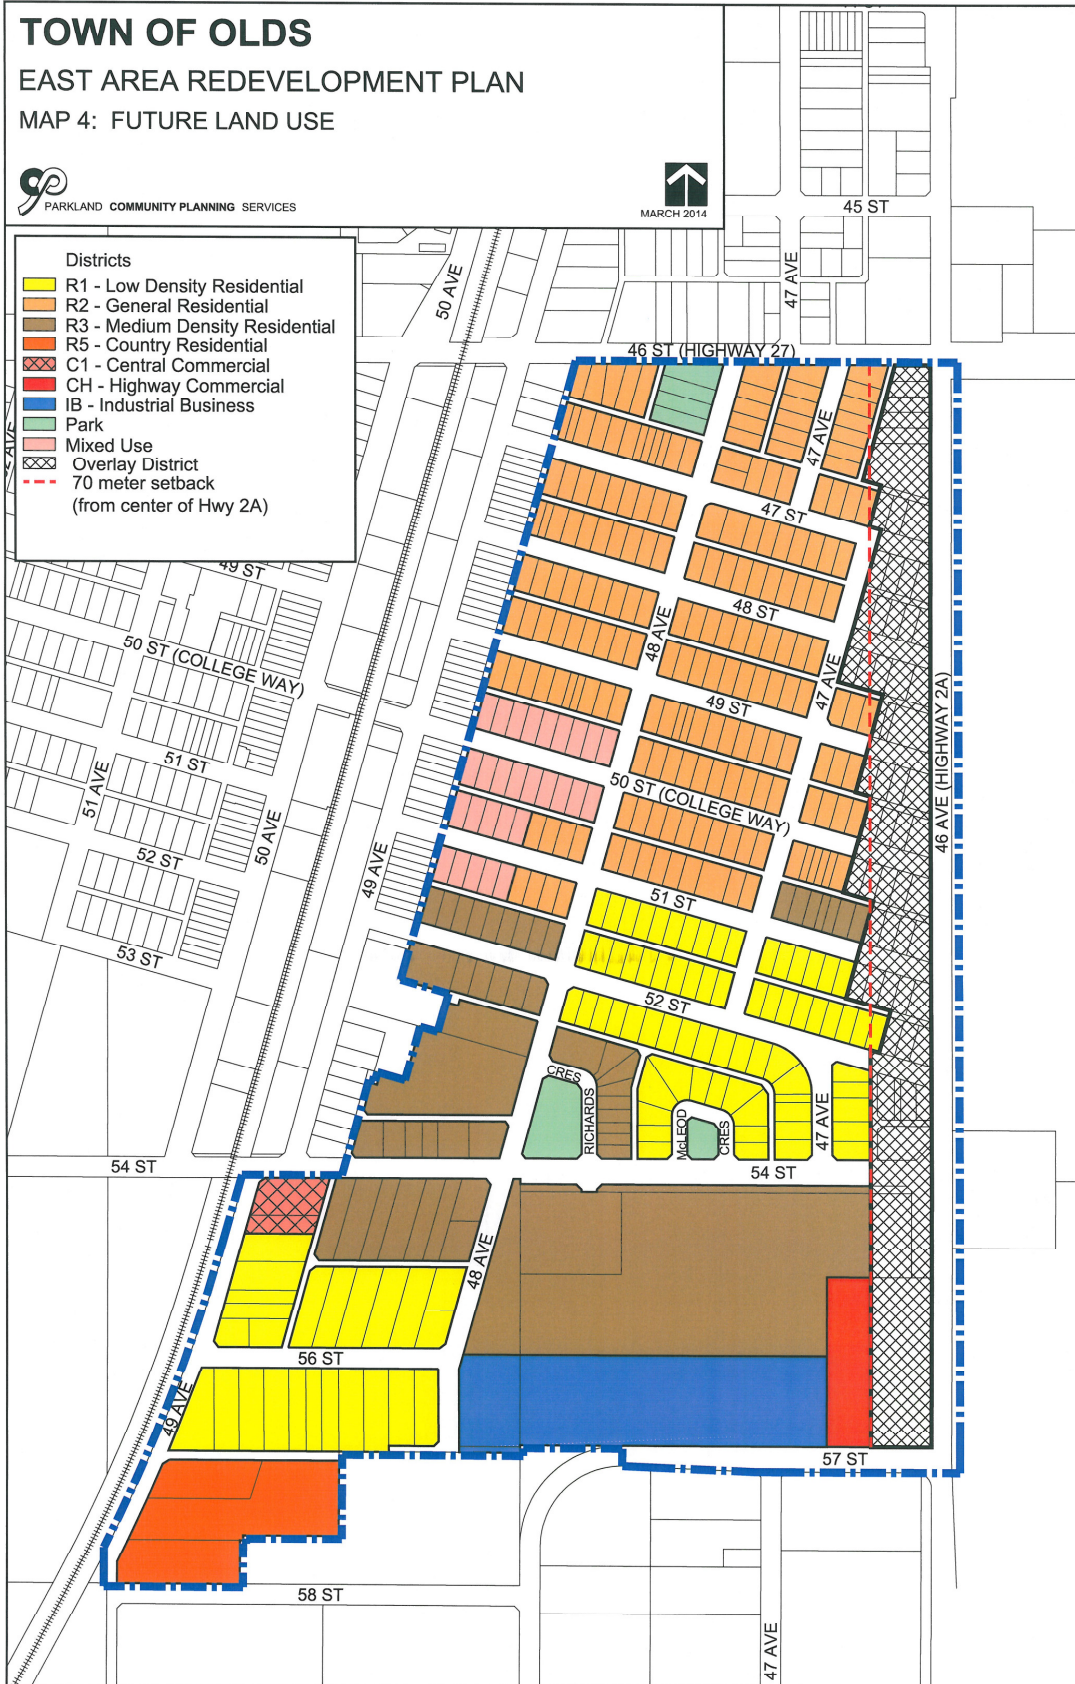 TOWN OF OLDS
EAST AREA REDEVELOPMENT PLAN
MAP 4: FUTURE LAND USE
PARKLAND COMMUNITY PLANNING SERVICES
MARCH 2014
Districts
R1 - Low Density Residential
R2 - General Residential
R3 - Medium Density Residential
R5 - Country Residential
C1 - Central Commercial
CH - Highway Commercial
IB - Industrial Business
Park
Mixed Use
Overlay District
70 meter setback
(from center of Hwy 2A)
45 ST
50 AVE
47 AVE
46 ST (HIGHWAY 27)
47 AVE
47 ST
49 ST
48 ST
48 AVE
50 ST (COLLEGE WAY)
47 AVE
49 ST
46 AVE (HIGHWAY 2A)
51 ST
51 AVE
50 ST (COLLEGE WAY)
50 AVE
52 ST
49 AVE
51 ST
53 ST
52 ST
CRES
RICHARDS
McLEOD
CRES
47 AVE
54 ST
54 ST
48 AVE
56 ST
49 AVE
57 ST
58 ST
47 AVE